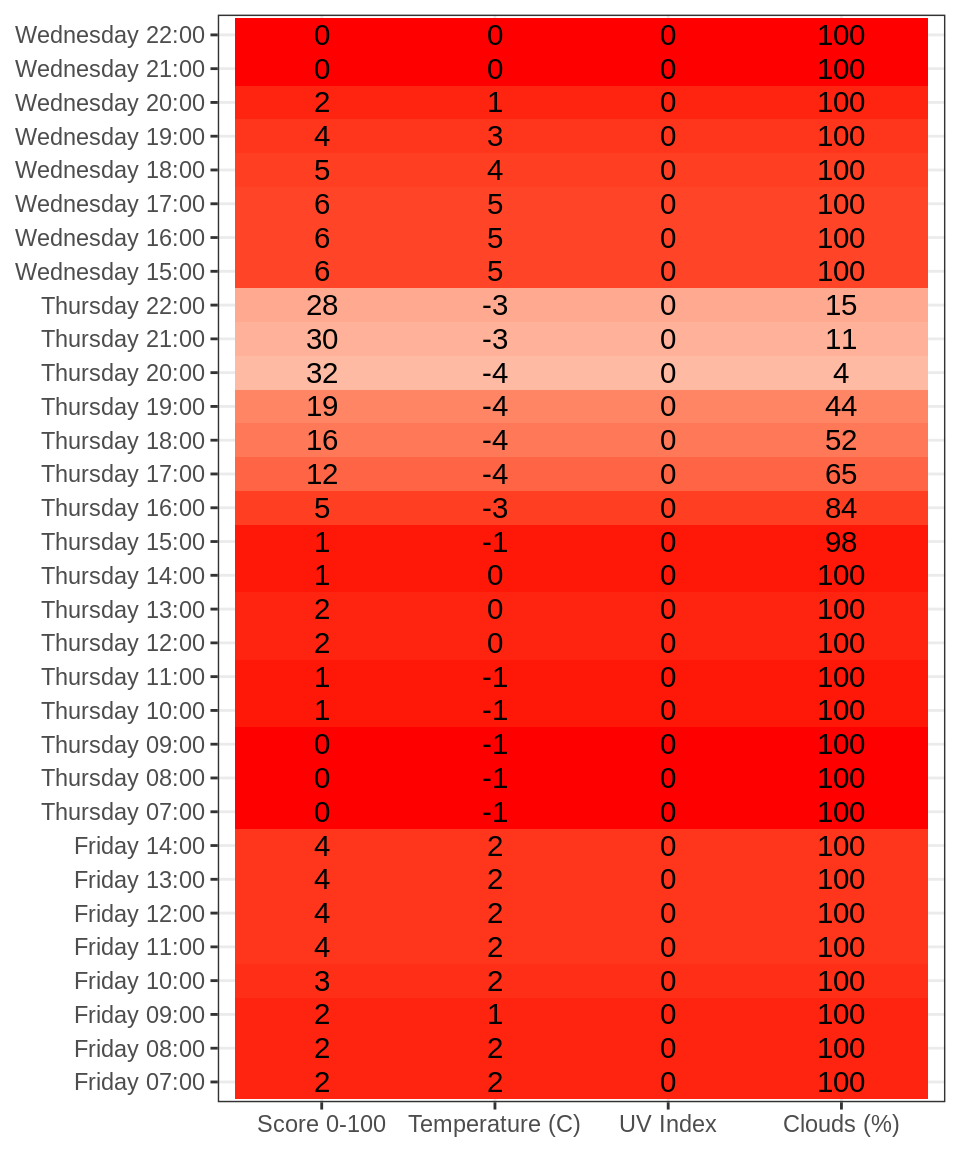 Wednesday 22:00 0 0 0 100
Wednesday 21:00 0 0 0 100
Wednesday 20:00 2 1 0 100
Wednesday 19:00 4 3 0 100
Wednesday 18:00 5 4 0 100
Wednesday 17:00 6 5 0 100
Wednesday 16:00 6 5 0 100
Wednesday 15:00 6 5 0 100
Thursday 22:00 28 -3 0 15
Thursday 21:00 30 -3 0 11
Thursday 20:00 32 -4 0 4
Thursday 19:00 19 -4 0 44
Thursday 18:00 16 -4 0 52
Thursday 17:00 12 -4 0 65
Thursday 16:00 5 -3 0 84
Thursday 15:00 1 -1 0 98
Thursday 14:00 1 0 0 100
Thursday 13:00 2 0 0 100
Thursday 12:00 2 0 0 100
Thursday 11:00 1 -1 0 100
Thursday 10:00 1 -1 0 100
Thursday 09:00 0 -1 0 100
Thursday 08:00 0 -1 0 100
Thursday 07:00 0 -1 0 100
Friday 14:00 4 2 0 100
Friday 13:00 4 2 0 100
Friday 12:00 4 2 0 100
Friday 11:00 4 2 0 100
Friday 10:00 3 2 0 100
Friday 09:00 2 1 0 100
Friday 08:00 2 2 0 100
Friday 07:00 2 2 0 100
Score 0-100 Temperature (C) UV Index Clouds (%)